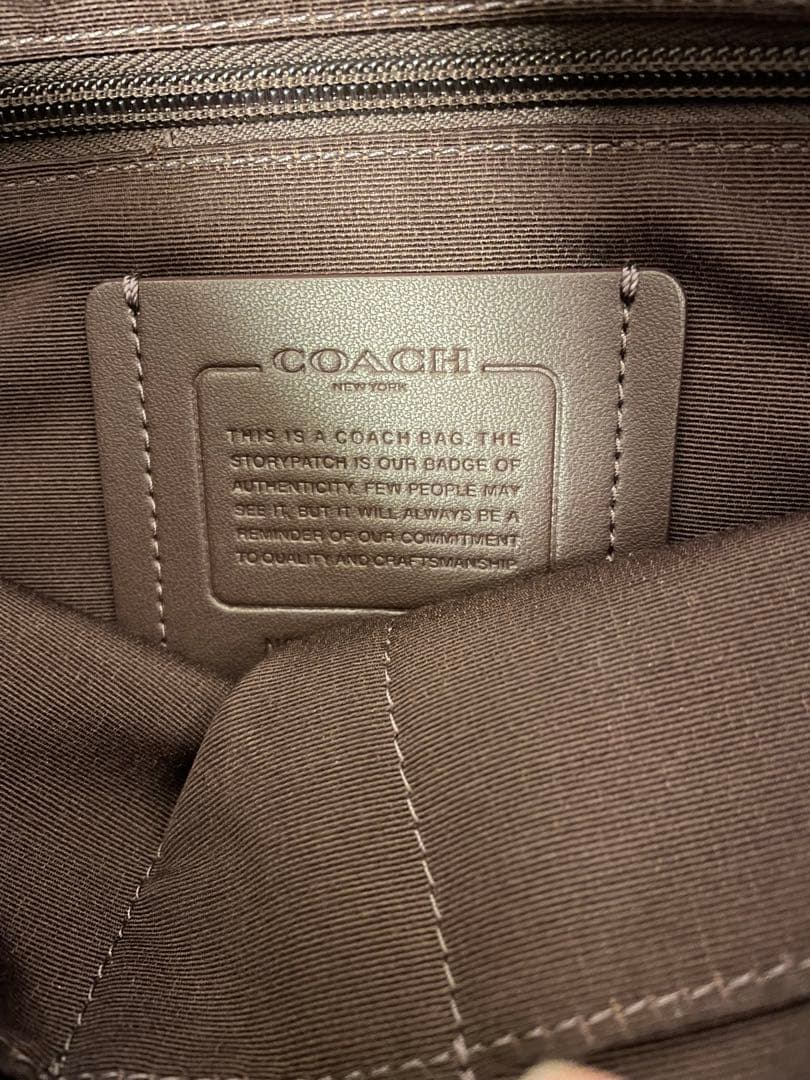 COACH
NEW YORK
THIS IS A COACH BAG. THE
STORYPATCH IS OUR BADGE OF
AUTHENTICITY. FEW PEOPLE MAY
SEE IT, BUT IT WILL ALWAYS BE A
REMINDER OF OUR COMMITMENT
TO QUALITY AND CRAFTSMANSHIP.